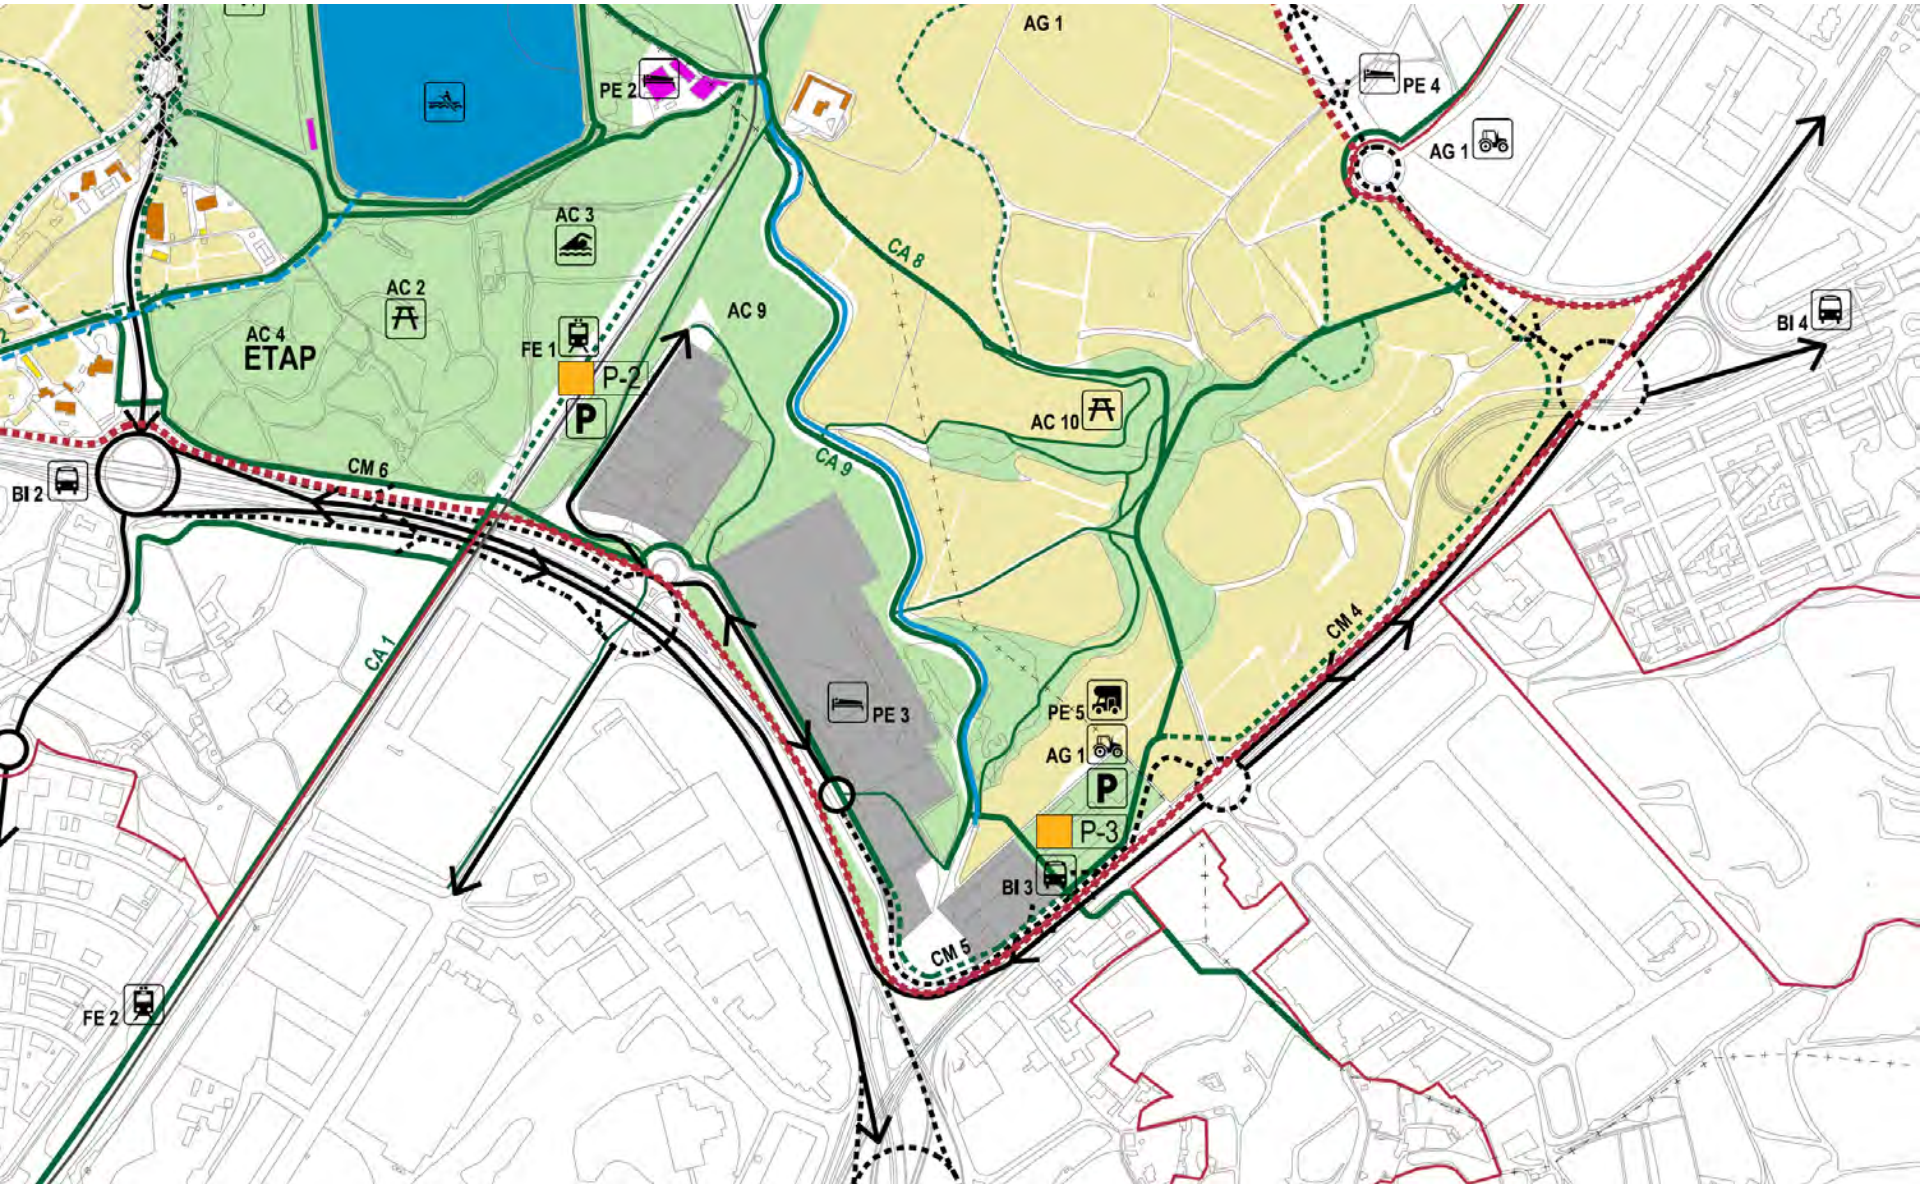 AG 1
PE 2
PE 4
AG 1
AC 3
CA 8
AC 2
AC 9
BI 4
AC 4
ETAP
FE 1
P-2
P
AC 10
CA 9
CM 6
BI 2
CM 4
CA 1
PE 3
PE 5
AG 1
P
P-3
BI 3
CM 5
FE 2